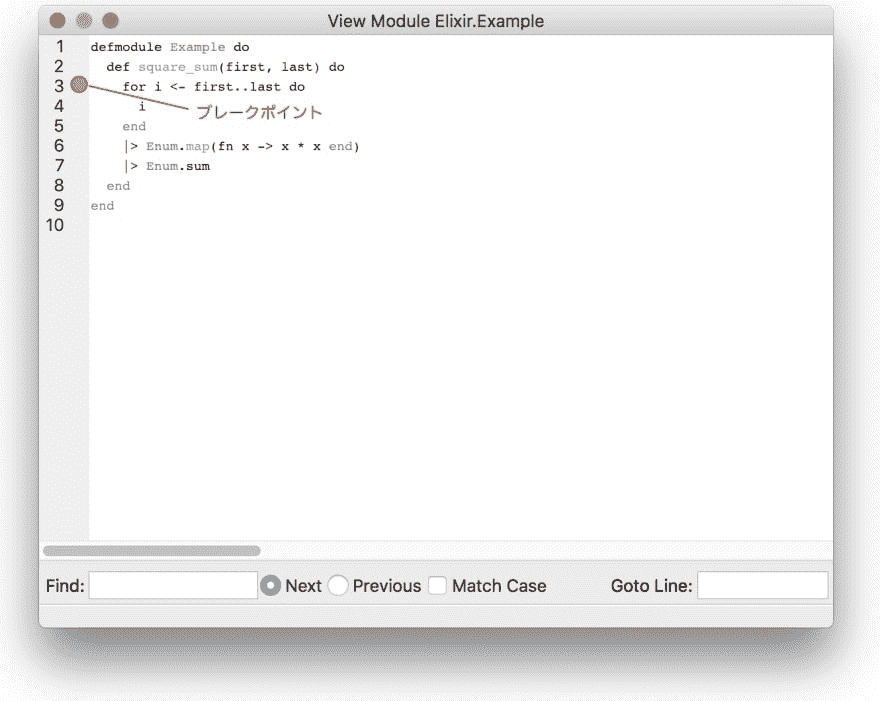 View Module Elixir.Example
1 defmodule Example do
2   def square_sum(first, last) do
3     for i <- first..last do
4       i
ブレークポイント
5     end
6     |> Enum.map(fn x -> x * x end)
7     |> Enum.sum
8   end
9 end
10
Find: Next Previous Match Case Goto Line: